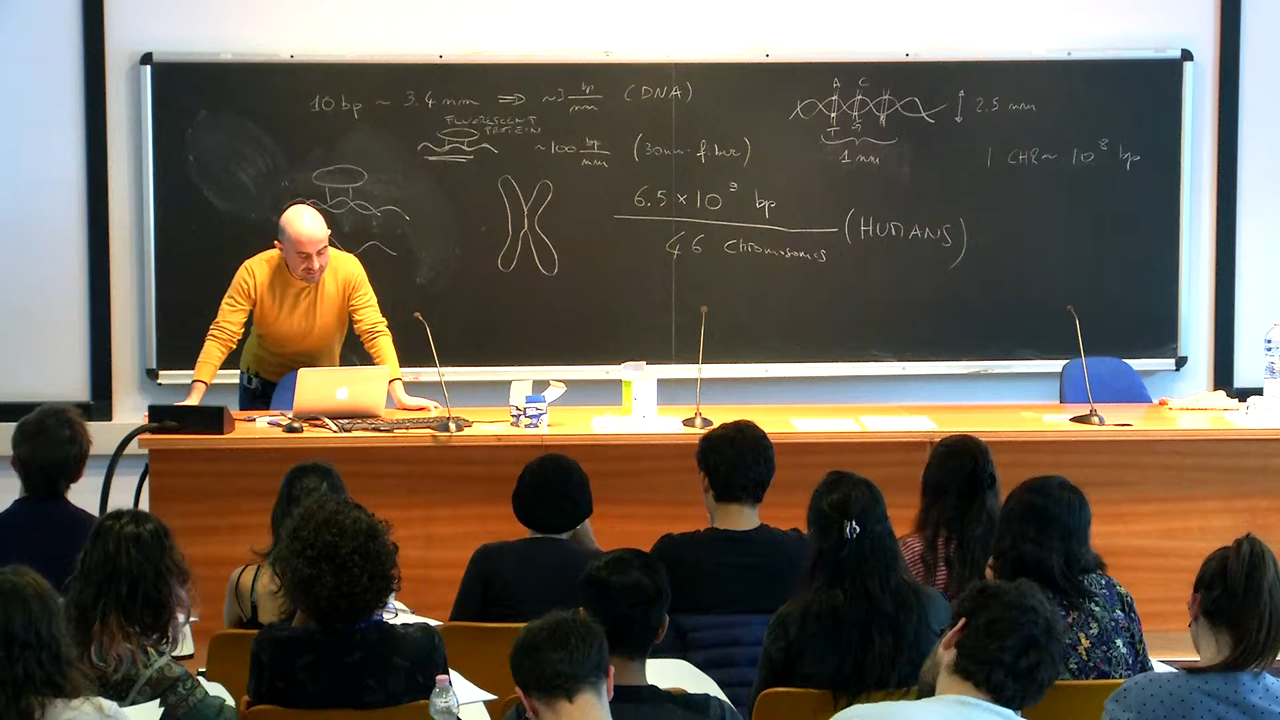 10 bp ~ 3.4 nm ⇒ ~3 bp/nm (DNA)
FLUORESCENT
PROTEIN
~100 bp/nm (30nm fiber)
6.5 × 10⁹ bp
46 Chromosomes
(HUMANS)
A C
T G
2.5 nm
1 nm
1 CHR ~ 10⁸ bp